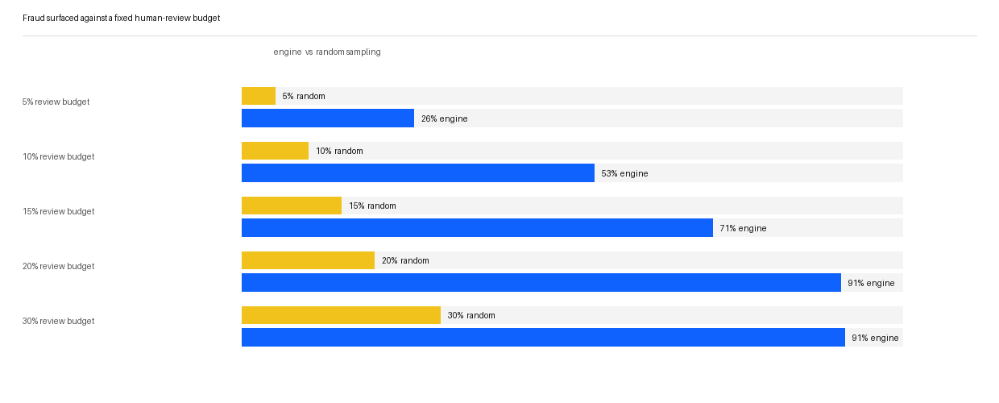 Fraud surfaced against a fixed human-review budget
engine vs random sampling
5% review budget
5% random
26% engine
10% review budget
10% random
53% engine
15% review budget
15% random
71% engine
20% review budget
20% random
91% engine
30% review budget
30% random
91% engine